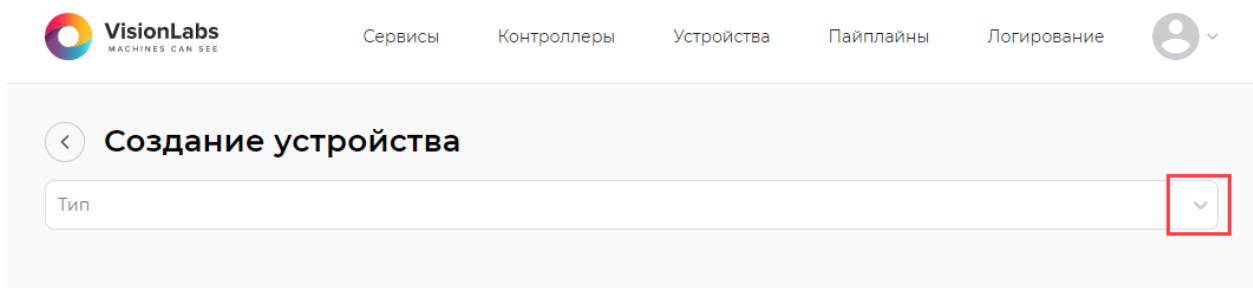 VisionLabs
MACHINES CAN SEE
Сервисы Контроллеры Устройства Пайплайны Логирование
Создание устройства
Тип